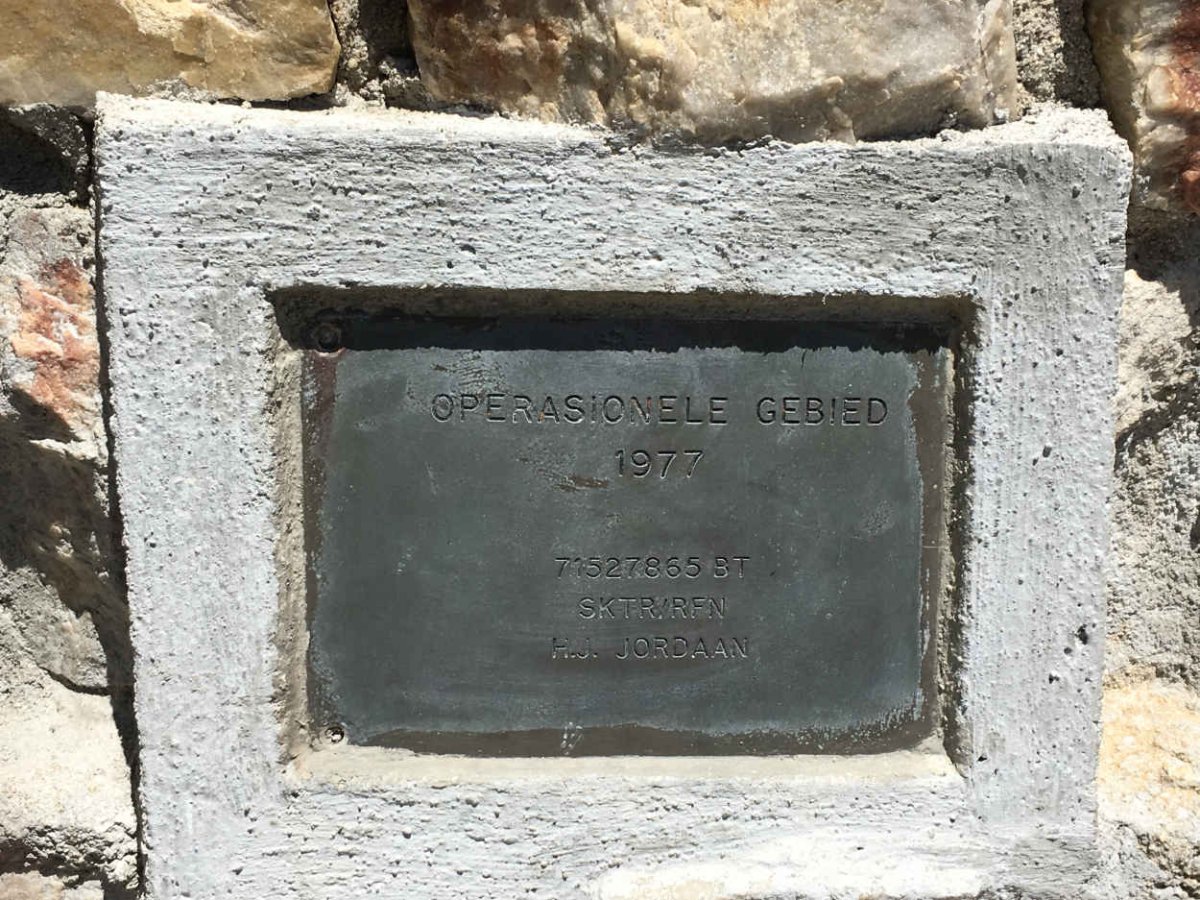 OPERASIONELE GEBIED
1977
71527865 BT
SKTR/RFN
H.J. JORDAAN